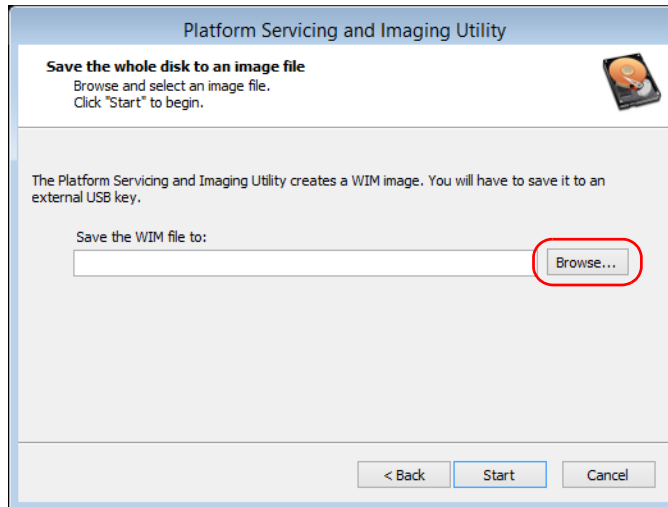 Platform Servicing and Imaging Utility
Save the whole disk to an image file
Browse and select an image file.
Click "Start" to begin.
The Platform Servicing and Imaging Utility creates a WIM image. You will have to save it to an
external USB key.
Save the WIM file to:
Browse...
< Back Start Cancel